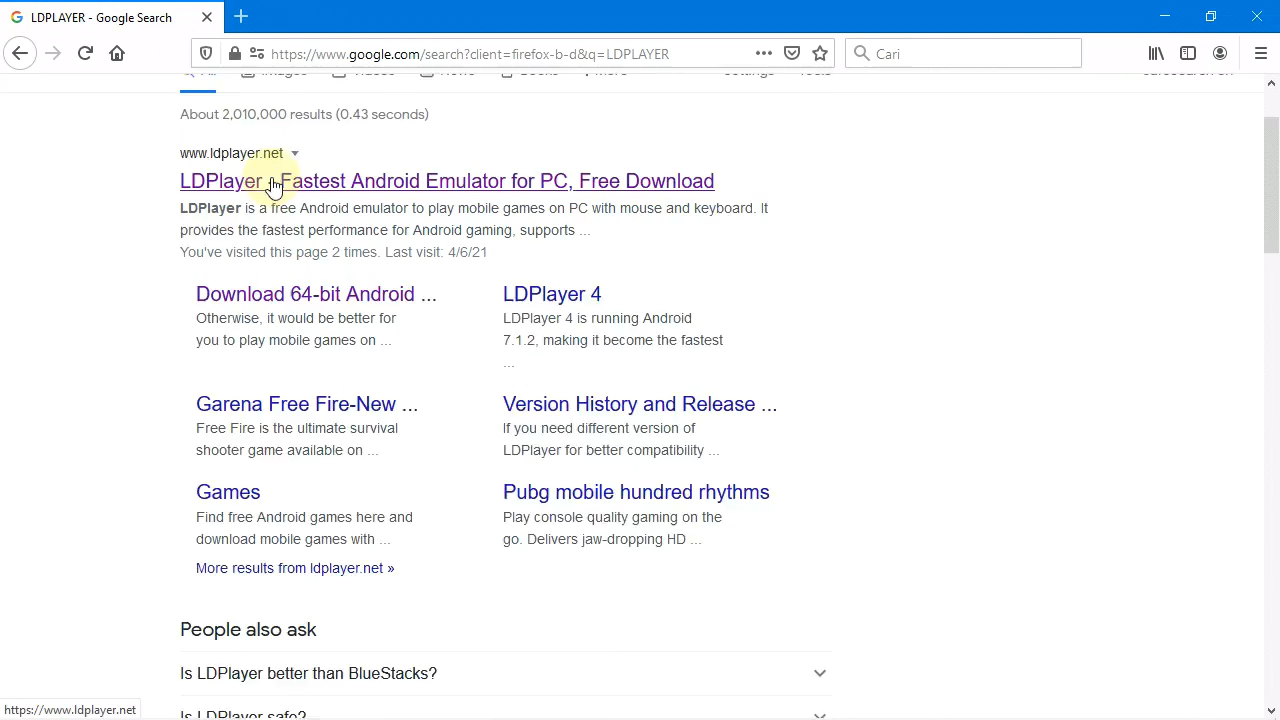 LDPLAYER - Google Search
https://www.google.com/search?client=firefox-b-d&q=LDPLAYER
Cari
About 2,010,000 results (0.43 seconds)
www.ldplayer.net
LDPlayer - Fastest Android Emulator for PC, Free Download
LDPlayer is a free Android emulator to play mobile games on PC with mouse and keyboard. It
provides the fastest performance for Android gaming, supports ...
You've visited this page 2 times. Last visit: 4/6/21
Download 64-bit Android ...
Otherwise, it would be better for
you to play mobile games on ...
LDPlayer 4
LDPlayer 4 is running Android
7.1.2, making it become the fastest
...
Garena Free Fire-New ...
Free Fire is the ultimate survival
shooter game available on ...
Version History and Release ...
If you need different version of
LDPlayer for better compatibility ...
Games
Find free Android games here and
download mobile games with ...
Pubg mobile hundred rhythms
Play console quality gaming on the
go. Delivers jaw-dropping HD ...
More results from ldplayer.net »
People also ask
Is LDPlayer better than BlueStacks?
Is LDPlayer safe?
https://www.ldplayer.net